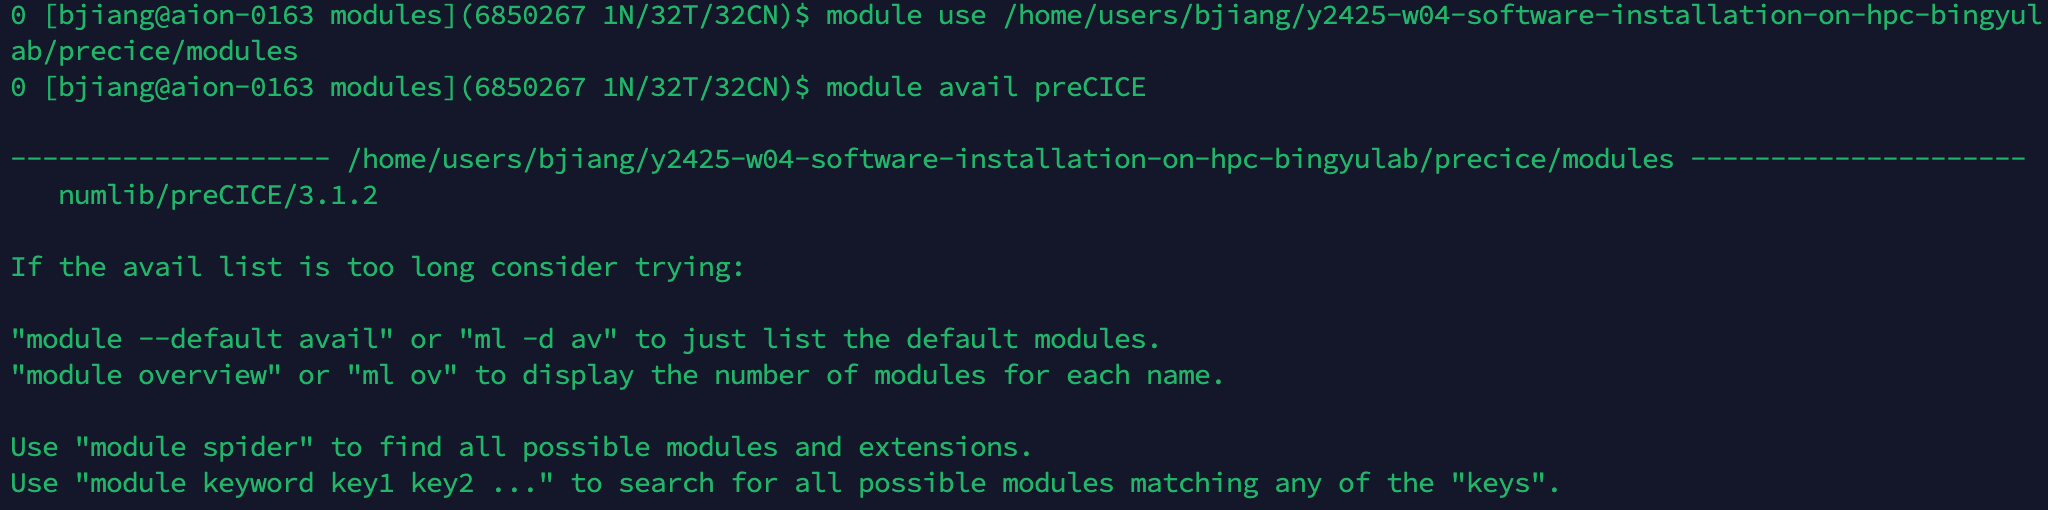 0 [bjiang@aion-0163 modules](6850267 1N/32T/32CN)$ module use /home/users/bjiang/y2425-w04-software-installation-on-hpc-bingyul
ab/precice/modules
0 [bjiang@aion-0163 modules](6850267 1N/32T/32CN)$ module avail preCICE
-------------------- /home/users/bjiang/y2425-w04-software-installation-on-hpc-bingyulab/precice/modules ---------------------
   numlib/preCICE/3.1.2
If the avail list is too long consider trying:
"module --default avail" or "ml -d av" to just list the default modules.
"module overview" or "ml ov" to display the number of modules for each name.
Use "module spider" to find all possible modules and extensions.
Use "module keyword key1 key2 ..." to search for all possible modules matching any of the "keys".